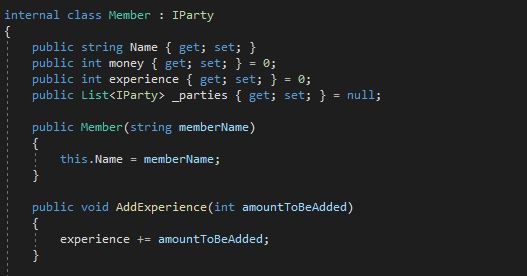 internal class Member : IParty
{
public string Name { get; set; }
public int money { get; set; } = 0;
public int experience { get; set; } = 0;
public List<IParty> _parties { get; set; } = null;
public Member(string memberName)
{
this.Name = memberName;
}
public void AddExperience(int amountToBeAdded)
{
experience += amountToBeAdded;
}